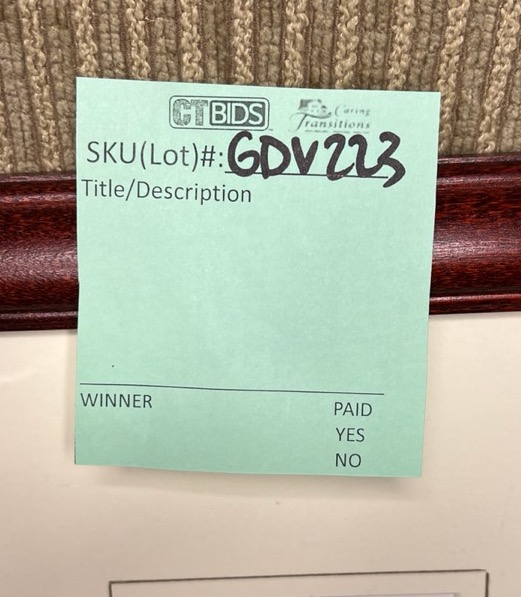 CTBIDS Caring Transitions
SKU(Lot)#: GDV223
Title/Description
WINNER PAID
YES
NO